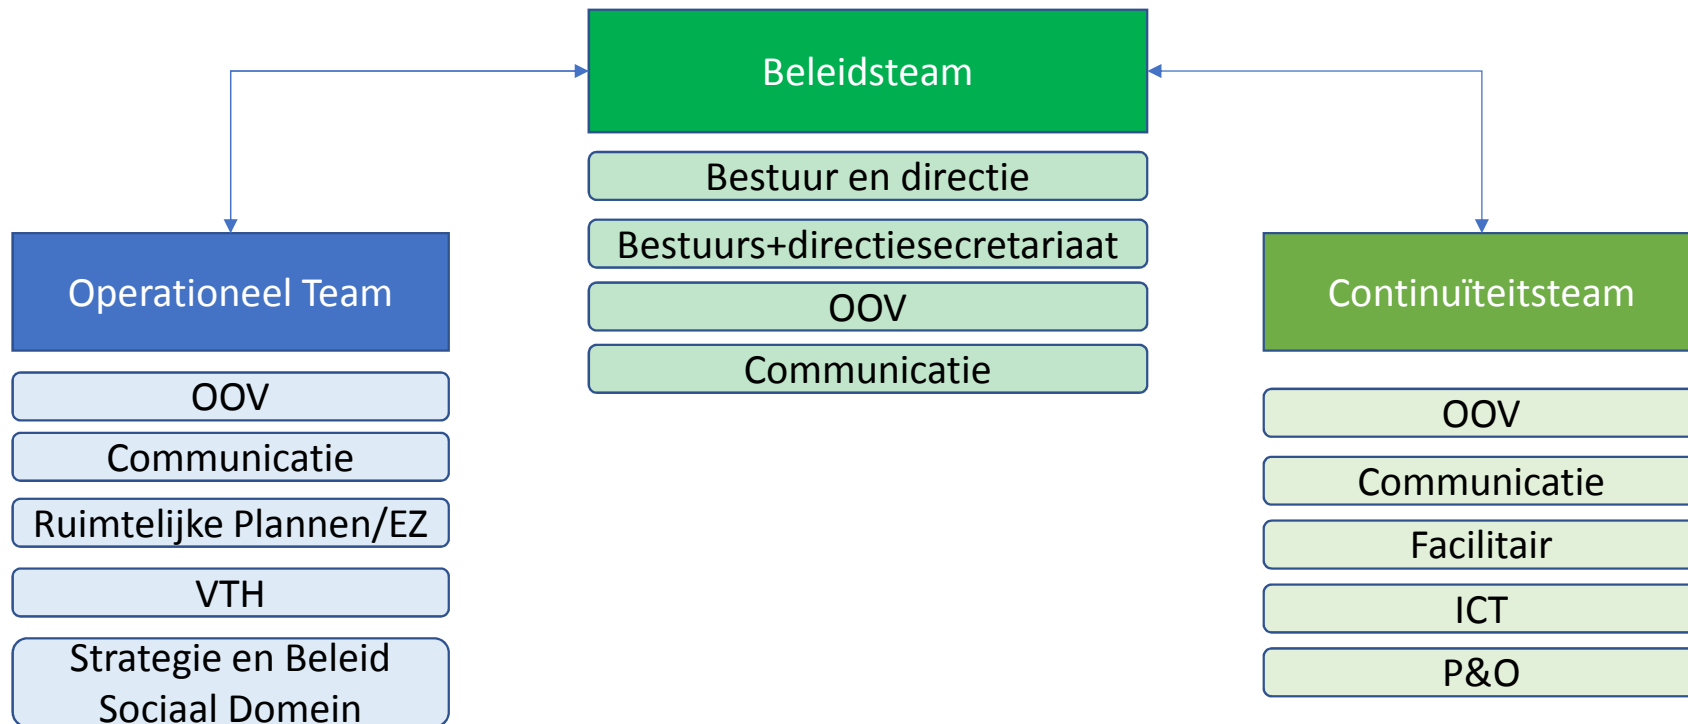 Beleidsteam
Bestuur en directie
Bestuurs+directiesecretariaat
OOV
Communicatie
Operationeel Team
OOV
Communicatie
Ruimtelijke Plannen/EZ
VTH
Strategie en Beleid
Sociaal Domein
Continuïteitsteam
OOV
Communicatie
Facilitair
ICT
P&O